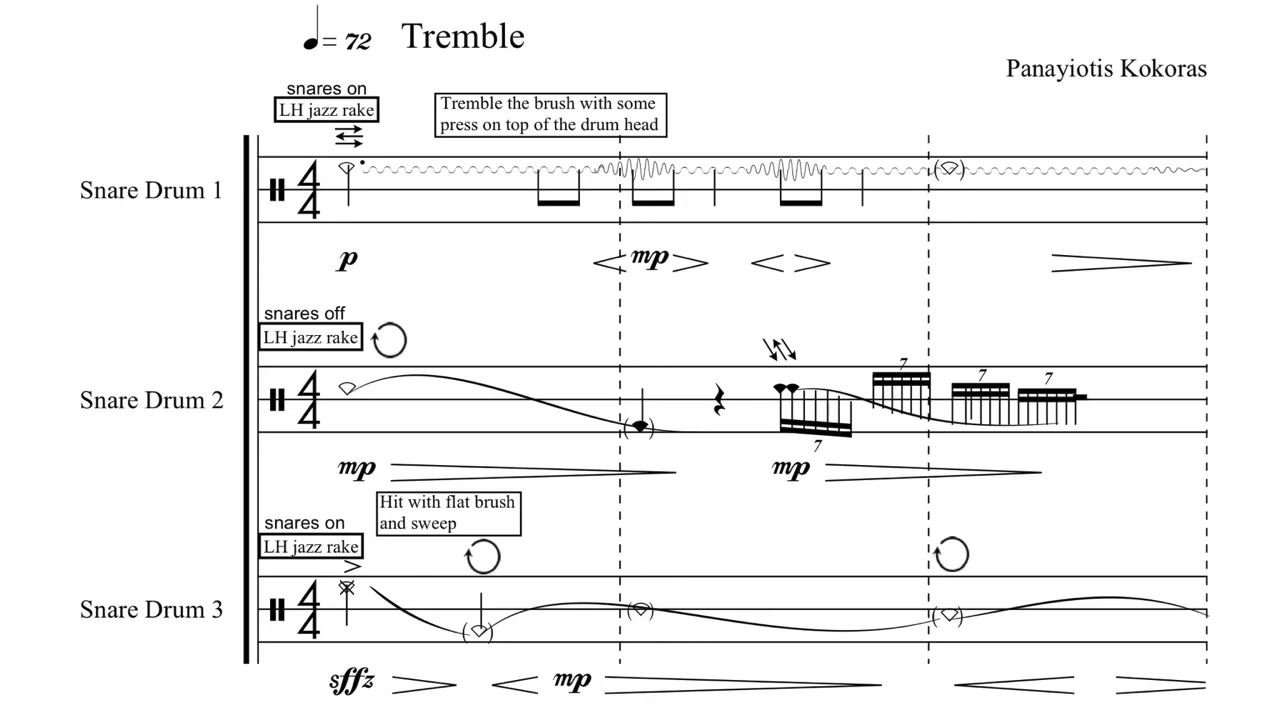 ♩= 72 Tremble
Panayiotis Kokoras
snares on
LH jazz rake
Tremble the brush with some
press on top of the drum head
Snare Drum 1
4
4
p
mp
snares off
LH jazz rake
7
7
7
Snare Drum 2
4
4
7
mp
mp
Hit with flat brush
and sweep
snares on
LH jazz rake
Snare Drum 3
4
4
sffz
mp